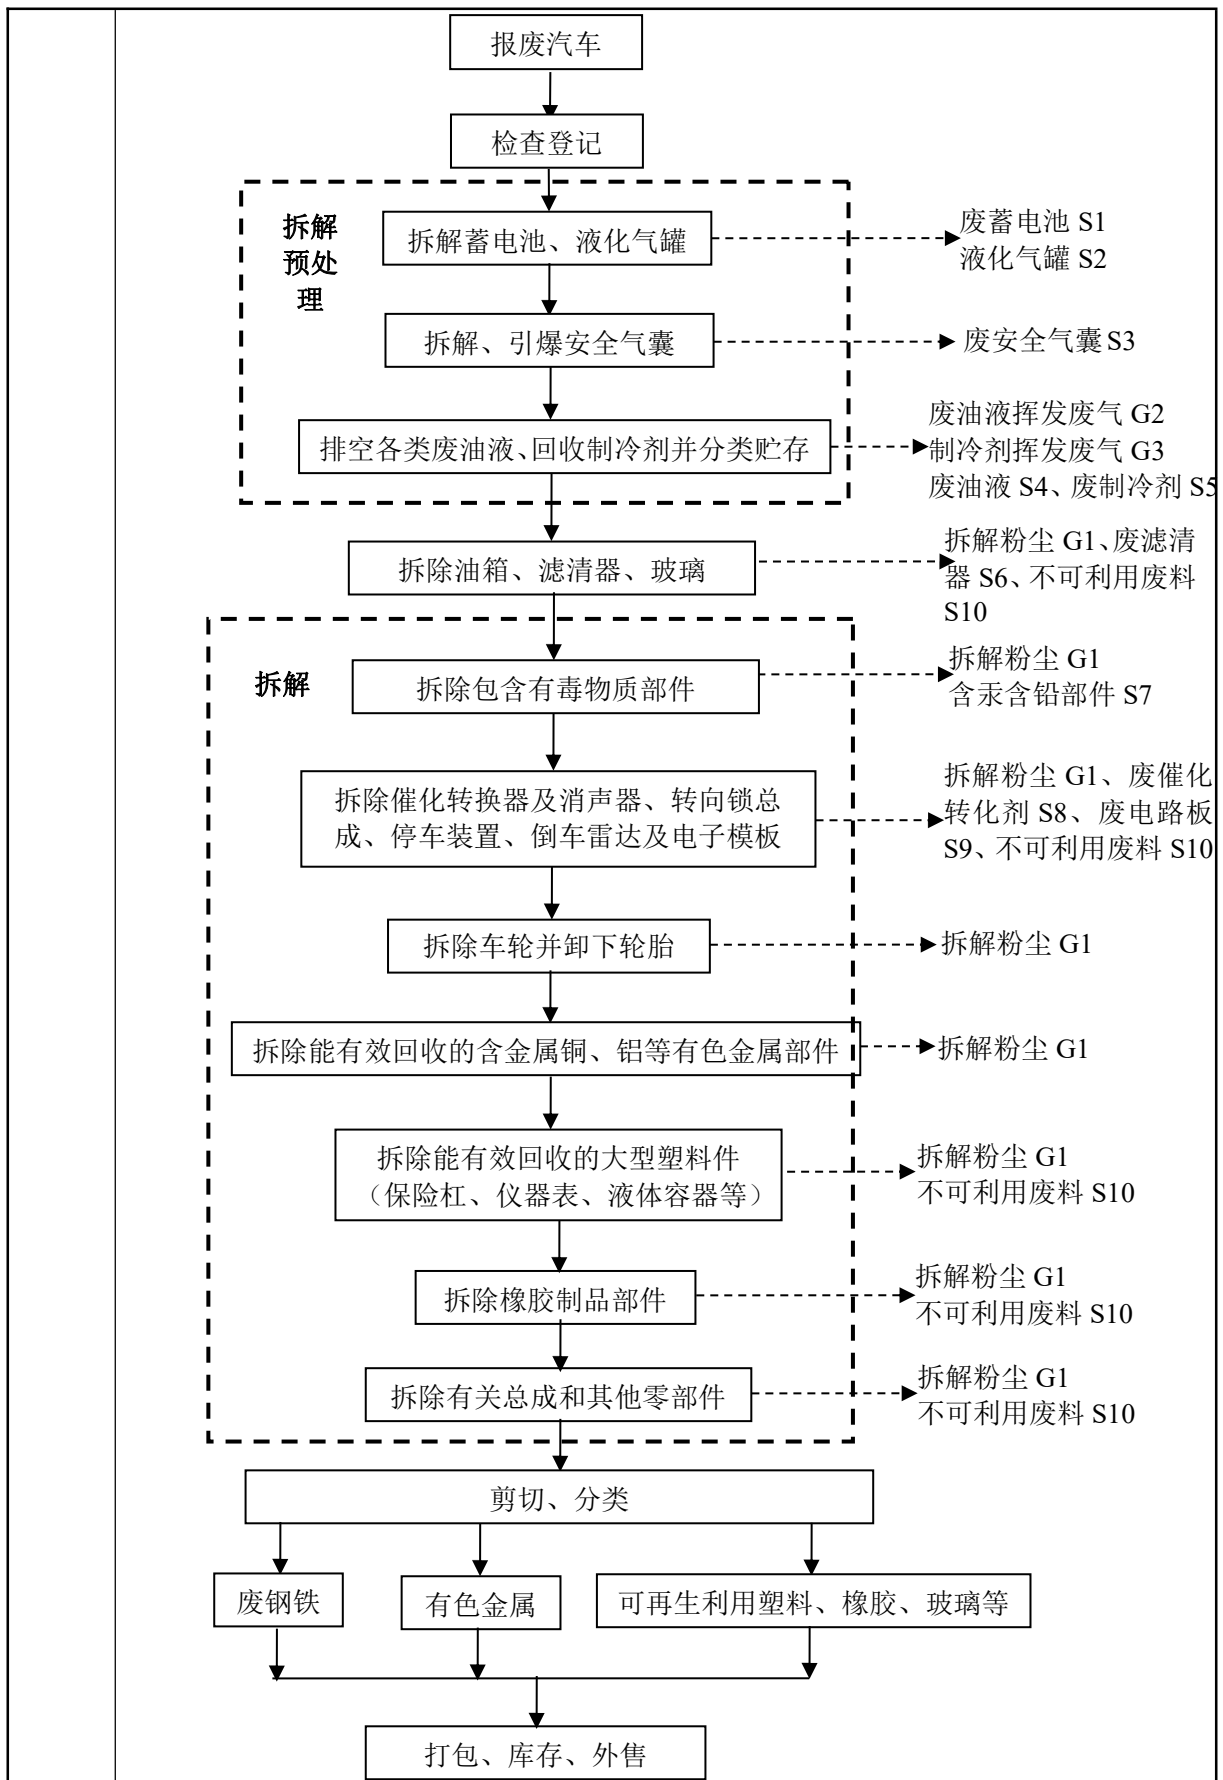 报废汽车
检查登记
拆解
预处
理
拆解蓄电池、液化气罐
废蓄电池 S1
液化气罐 S2
拆解、引爆安全气囊
废安全气囊 S3
排空各类废油液、回收制冷剂并分类贮存
废油液挥发废气 G2
制冷剂挥发废气 G3
废油液 S4、废制冷剂 S5
拆除油箱、滤清器、玻璃
拆解粉尘 G1、废滤清
器 S6、不可利用废料
S10
拆解
拆除包含有毒物质部件
拆解粉尘 G1
含汞含铅部件 S7
拆除催化转换器及消声器、转向锁总
成、停车装置、倒车雷达及电子模板
拆解粉尘 G1、废催化
转化剂 S8、废电路板
S9、不可利用废料 S10
拆除车轮并卸下轮胎
拆解粉尘 G1
拆除能有效回收的含金属铜、铝等有色金属部件
拆解粉尘 G1
拆除能有效回收的大型塑料件
（保险杠、仪器表、液体容器等）
拆解粉尘 G1
不可利用废料 S10
拆除橡胶制品部件
拆解粉尘 G1
不可利用废料 S10
拆除有关总成和其他零部件
拆解粉尘 G1
不可利用废料 S10
剪切、分类
废钢铁
有色金属
可再生利用塑料、橡胶、玻璃等
打包、库存、外售